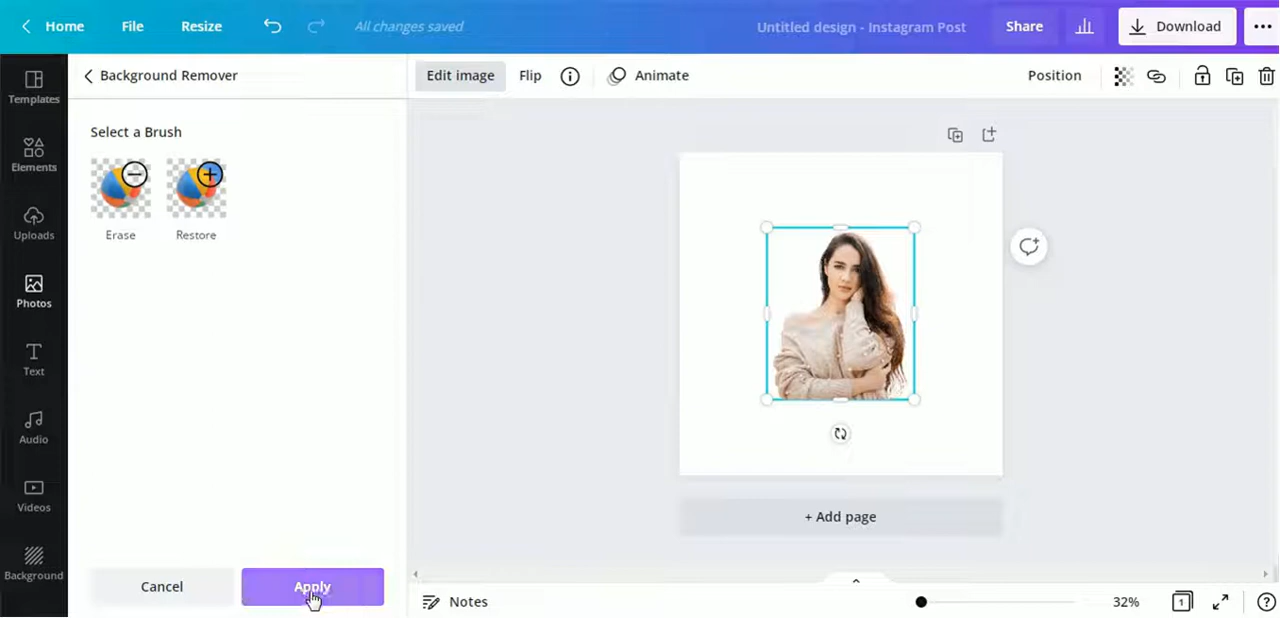 Home File Resize All changes saved Untitled design - Instagram Post Share Download
Background Remover Edit image Flip Animate Position
Templates
Select a Brush
Elements
Uploads
Erase Restore
Photos
Text
Audio
Videos
+ Add page
Background
Cancel Apply
Notes 32% 1 ?